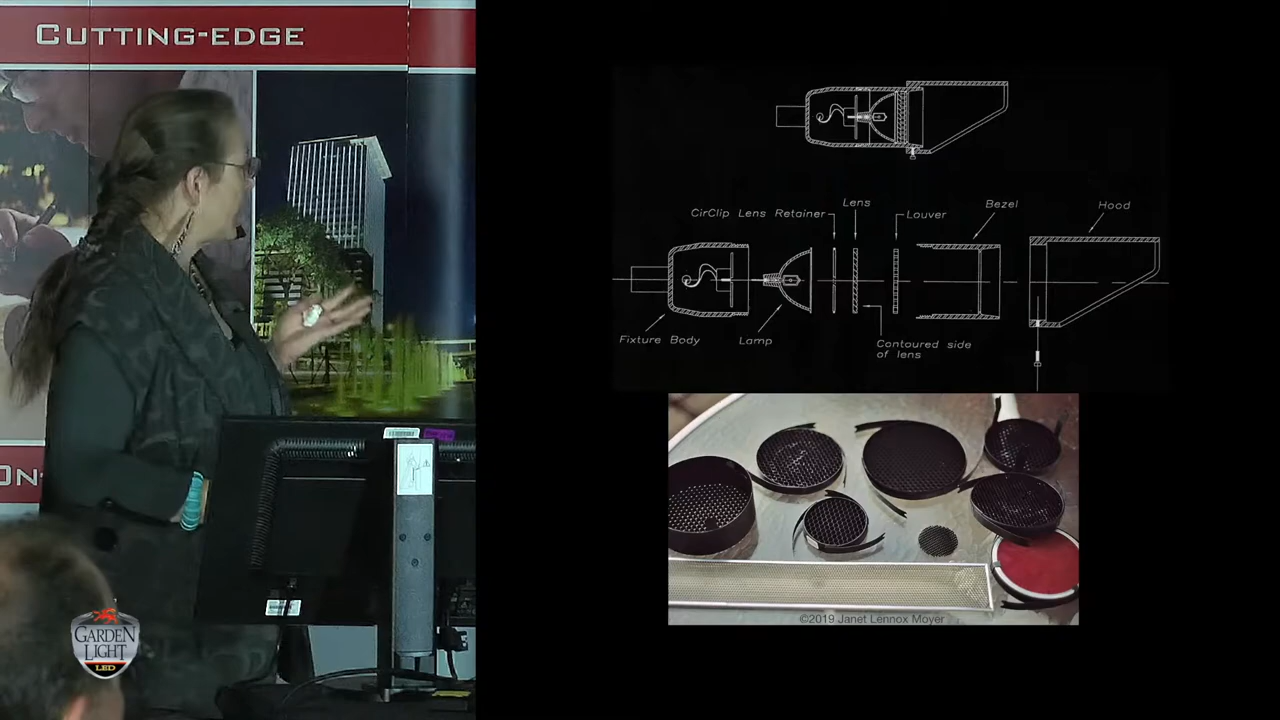 CUTTING-EDGE
ON-
GARDEN
LIGHT
LED
CirClip Lens Retainer
Lens
Louver
Bezel
Hood
Fixture Body
Lamp
Contoured side
of lens
©2019 Janet Lennox Moyer